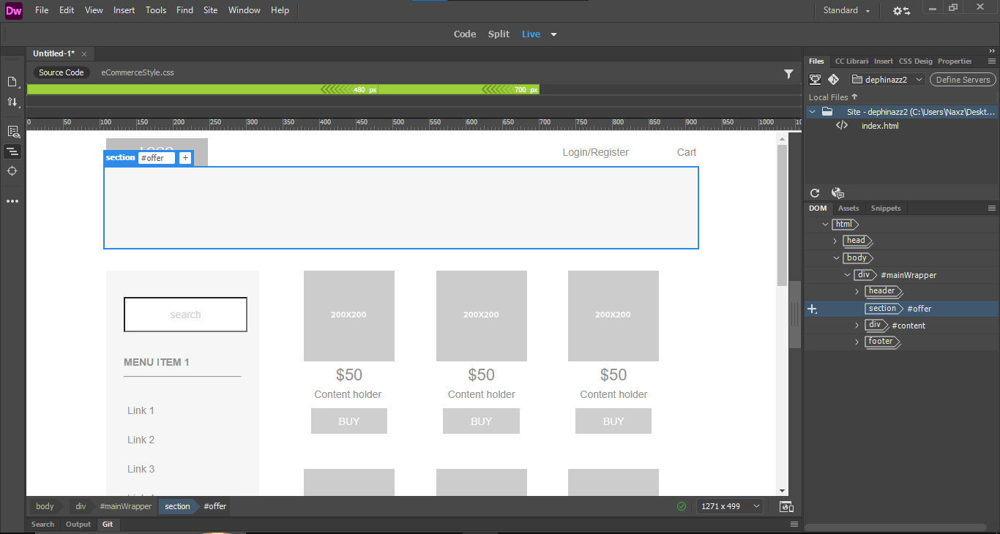 Dw File Edit View Insert Tools Find Site Window Help Standard
Code Split Live
Untitled-1*
Source Code eCommerceStyle.css
480 px 700 px
0 50 100 150 200 250 300 350 400 450 500 550 600 650 700 750 800 850 900 950 1000
section #offer +
Login/Register Cart
search
MENU ITEM 1
Link 1
Link 2
Link 3
200X200 200X200 200X200
$50 $50 $50
Content holder Content holder Content holder
BUY BUY BUY
body div #mainWrapper section #offer 1271 x 499
Search Output Git
Files CC Librari Insert CSS Desig Properties
dephinazz2 Define Servers
Local Files
Site - dephinazz2 (C:\Users\Naxz\Deskt...
index.html
DOM Assets Snippets
html
head
body
div #mainWrapper
header
section #offer
div #content
footer